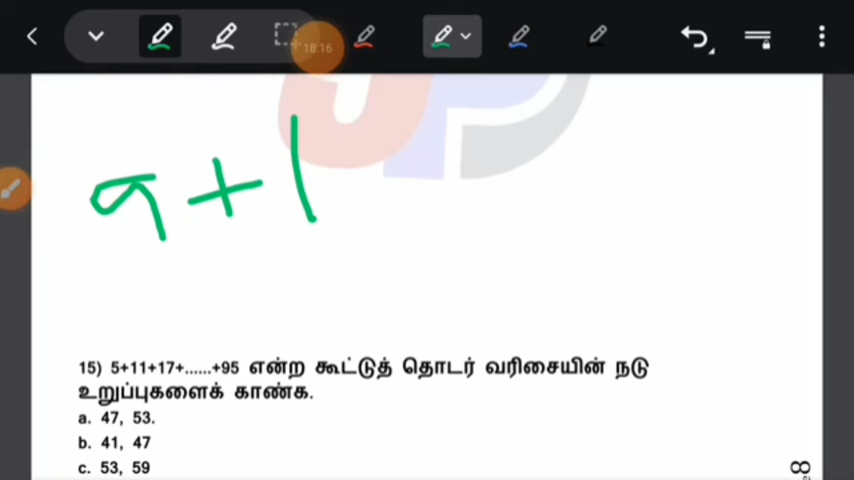 18:16
a + l
15) 5+11+17+......+95 என்ற கூட்டுத் தொடர் வரிசையின் நடு
உறுப்புகளைக் காண்க.
a. 47, 53.
b. 41, 47
c. 53, 59
8